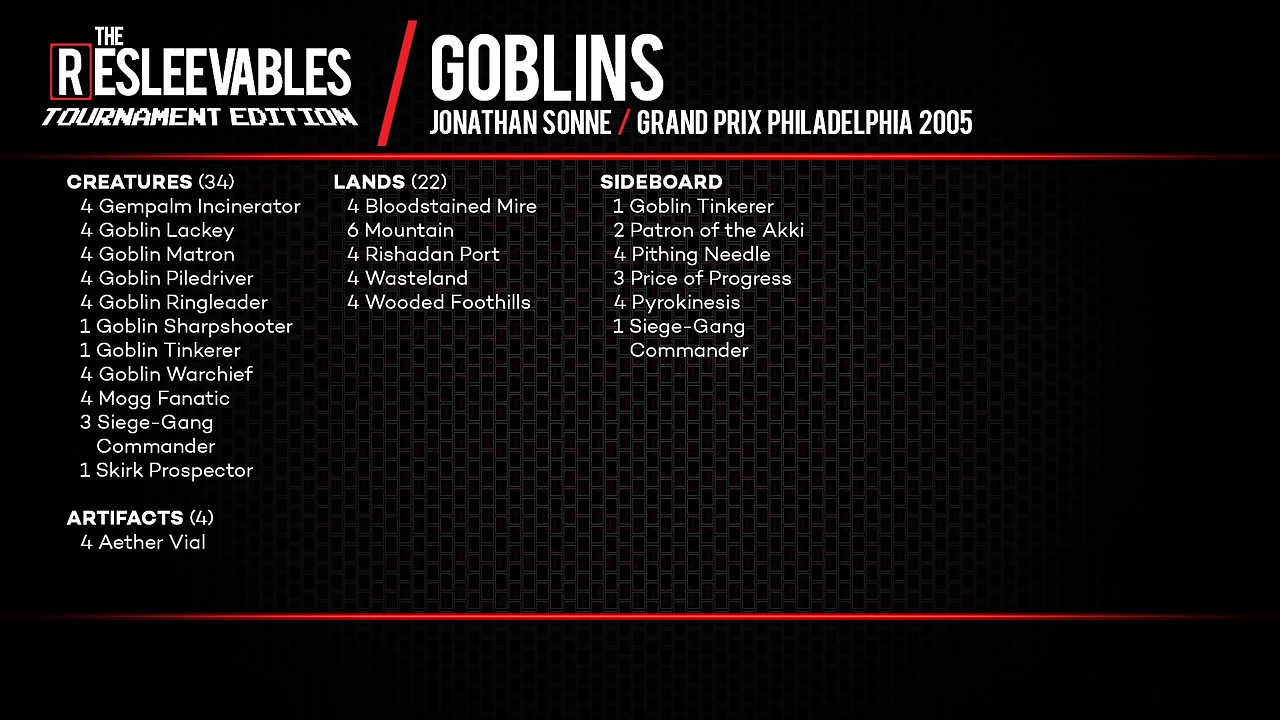 THE
RESLEEVABLES
TOURNAMENT EDITION
GOBLINS
JONATHAN SONNE / GRAND PRIX PHILADELPHIA 2005
CREATURES (34)
4 Gempalm Incinerator
4 Goblin Lackey
4 Goblin Matron
4 Goblin Piledriver
4 Goblin Ringleader
1 Goblin Sharpshooter
1 Goblin Tinkerer
4 Goblin Warchief
4 Mogg Fanatic
3 Siege-Gang
Commander
1 Skirk Prospector
ARTIFACTS (4)
4 Aether Vial
LANDS (22)
4 Bloodstained Mire
6 Mountain
4 Rishadan Port
4 Wasteland
4 Wooded Foothills
SIDEBOARD
1 Goblin Tinkerer
2 Patron of the Akki
4 Pithing Needle
3 Price of Progress
4 Pyrokinesis
1 Siege-Gang
Commander